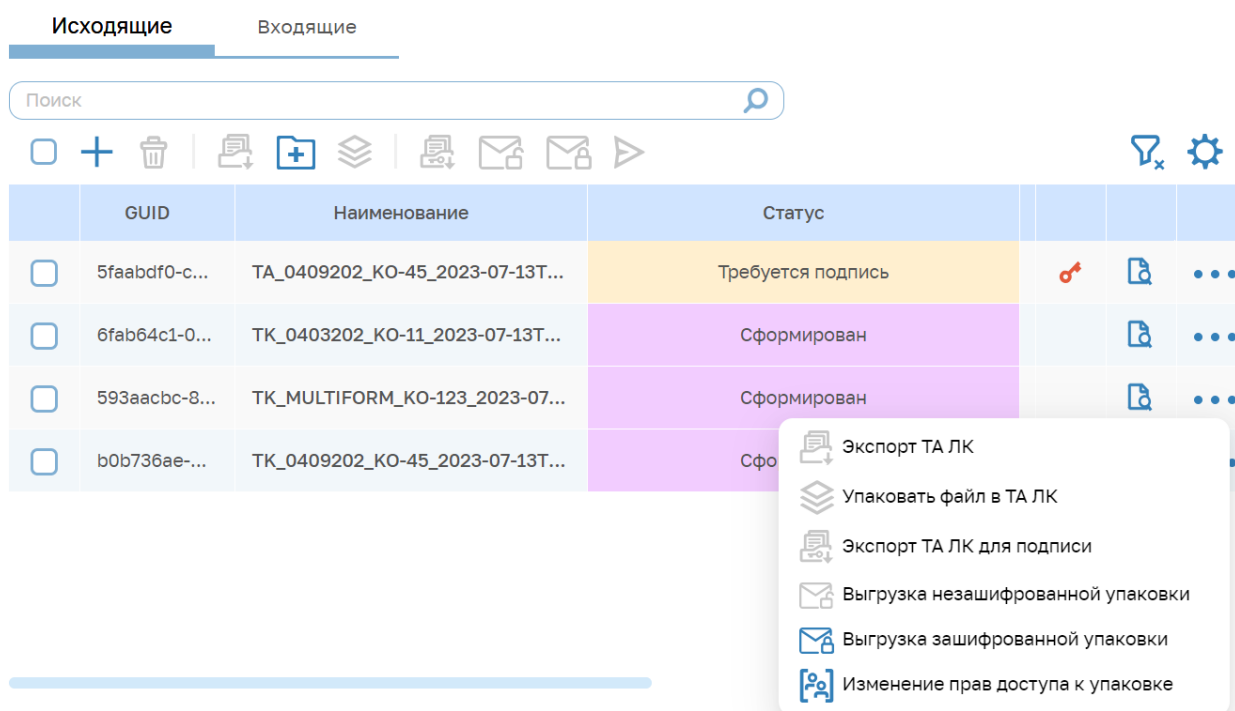 Исходящие Входящие
Поиск
GUID Наименование Статус
5faabdf0-c... TA_0409202_KO-45_2023-07-13T... Требуется подпись
6fab64c1-0... TK_0403202_KO-11_2023-07-13T... Сформирован
593aacbc-8... TK_MULTIFORM_KO-123_2023-07... Сформирован
b0b736ae-... TK_0409202_KO-45_2023-07-13T... Сфо
Экспорт ТА ЛК
Упаковать файл в ТА ЛК
Экспорт ТА ЛК для подписи
Выгрузка незашифрованной упаковки
Выгрузка зашифрованной упаковки
Изменение прав доступа к упаковке